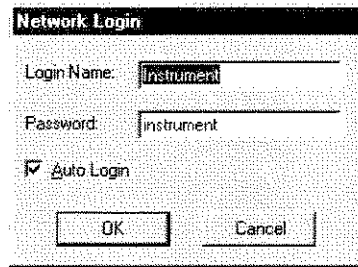 Network Login
Login Name: Instrument
Password: instrument
Auto Login
OK Cancel